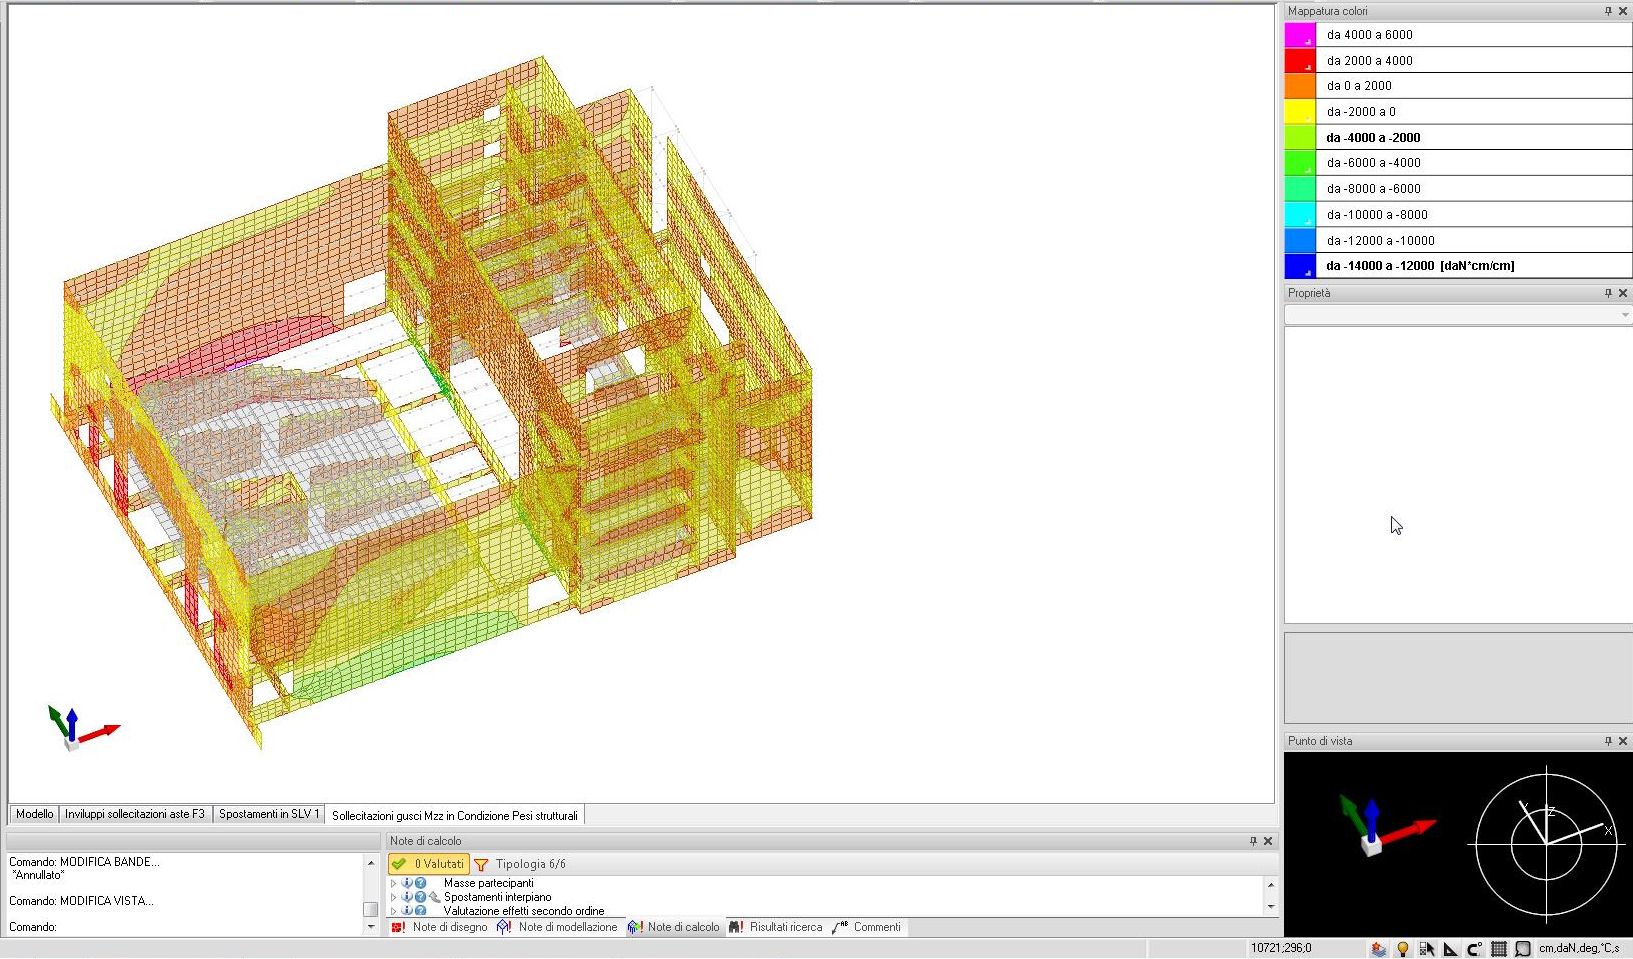 Mappatura colori
da 4000 a 6000
da 2000 a 4000
da 0 a 2000
da -2000 a 0
da -4000 a -2000
da -6000 a -4000
da -8000 a -6000
da -10000 a -8000
da -12000 a -10000
da -14000 a -12000 [daN*cm/cm]
Proprietà
Punto di vista
Z
X
Modello
Inviluppi sollecitazioni aste F3
Spostamenti in SLV 1
Sollecitazioni gusci Mzz in Condizione Pesi strutturali
Comando: MODIFICA BANDE...
*Annullato*
Comando: MODIFICA VISTA...
Comando:
Note di calcolo
0 Valutati
Tipologia 6/6
Masse partecipanti
Spostamenti interpiano
Valutazione effetti secondo ordine
Note di disegno
Note di modellazione
Note di calcolo
Risultati ricerca
Commenti
10721;296;0
cm,daN,deg,°C,s